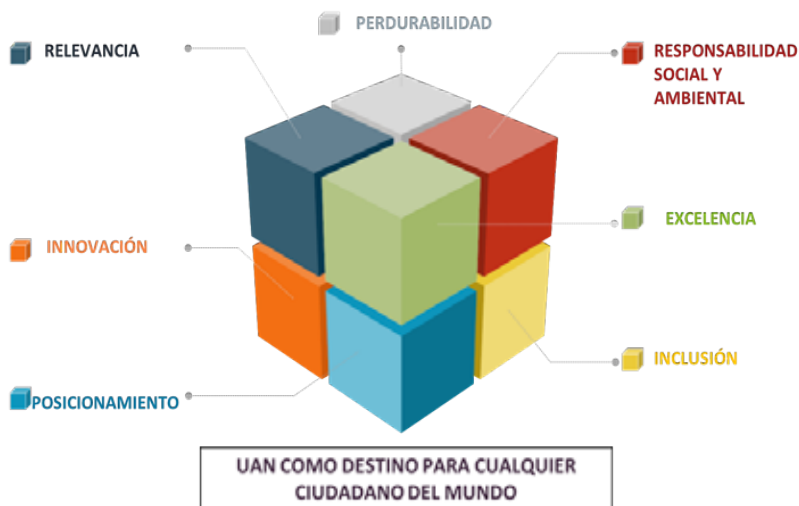 PERDURABILIDAD
RELEVANCIA
RESPONSABILIDAD
SOCIAL Y
AMBIENTAL
EXCELENCIA
INNOVACIÓN
INCLUSIÓN
POSICIONAMIENTO
UAN COMO DESTINO PARA CUALQUIER
CIUDADANO DEL MUNDO